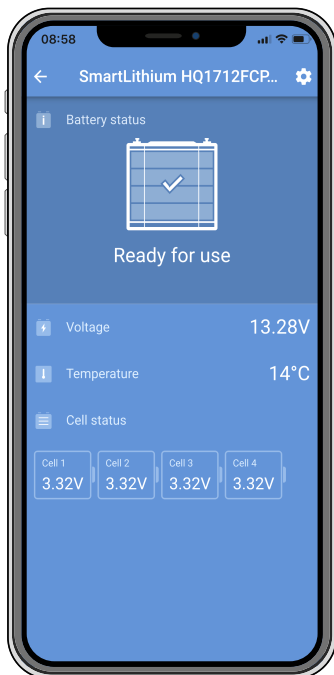 08:58
SmartLithium HQ1712FCP...
Battery status
Ready for use
Voltage 13.28V
Temperature 14°C
Cell status
Cell 1 Cell 2 Cell 3 Cell 4
3.32V 3.32V 3.32V 3.32V